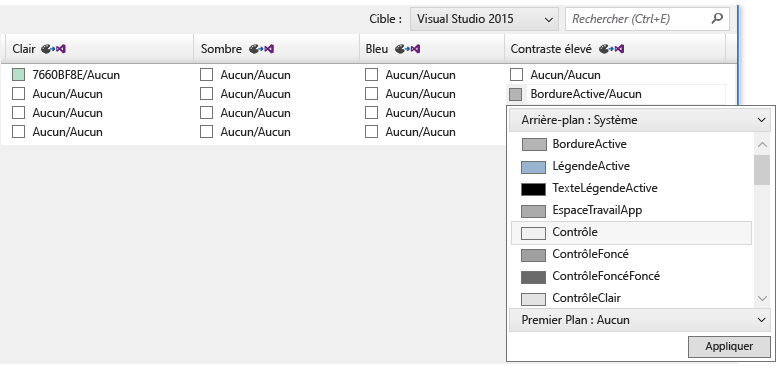 Cible : Visual Studio 2015 Rechercher (Ctrl+E)
Clair Sombre Bleu Contraste élevé
7660BF8E/Aucun Aucun/Aucun Aucun/Aucun Aucun/Aucun
Aucun/Aucun Aucun/Aucun Aucun/Aucun BordureActive/Aucun
Aucun/Aucun Aucun/Aucun Aucun/Aucun
Aucun/Aucun Aucun/Aucun Aucun/Aucun
Arrière-plan : Système
BordureActive
LégendeActive
TexteLégendeActive
EspaceTravailApp
Contrôle
ContrôleFoncé
ContrôleFoncéFoncé
ContrôleClair
Premier Plan : Aucun
Appliquer